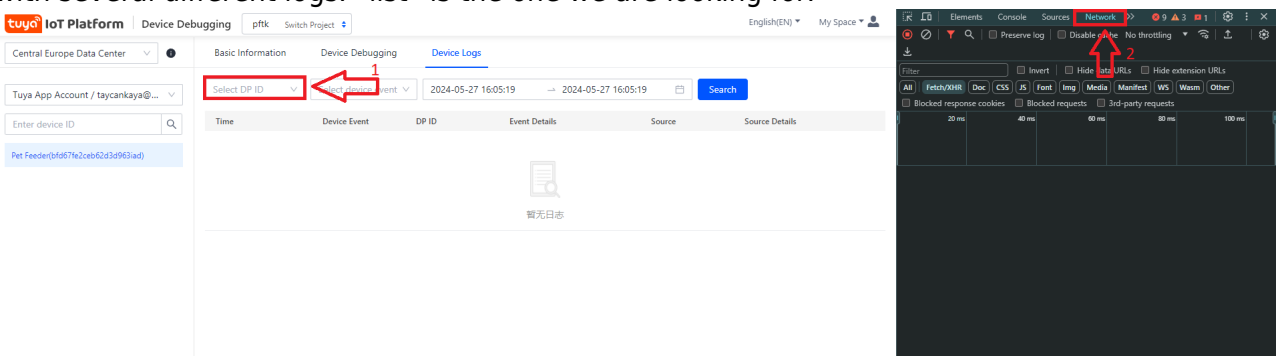 with several different logs. "list" is the one we are looking for.
tuya IoT Platform Device Debugging pftk Switch Project English(EN) My Space
Central Europe Data Center
Tuya App Account / taycankaya@...
Enter device ID
Pet Feeder(bfd67fe2ceb62d3d963iad)
Basic Information Device Debugging Device Logs
1
Select DP ID Select device event 2024-05-27 16:05:19 → 2024-05-27 16:05:19 Search
Time Device Event DP ID Event Details Source Source Details
暂无日志
Elements Console Sources Network 9 3 1
Preserve log Disable cache No throttling
2
Filter Invert Hide data URLs Hide extension URLs
All Fetch/XHR Doc CSS JS Font Img Media Manifest WS Wasm Other
Blocked response cookies Blocked requests 3rd-party requests
20 ms 40 ms 60 ms 80 ms 100 ms